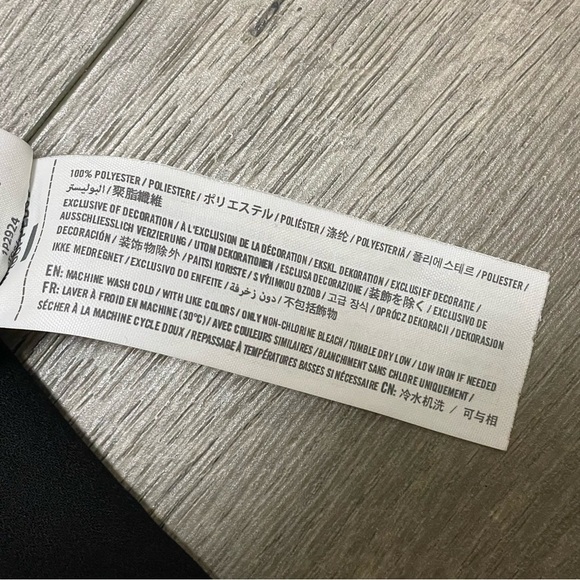 100% POLYESTER / POLIESTERE / ポリエステル / POLIÉSTER / 涤纶 / POLYESTERIÄ / 폴리에스테르 / POLIESTER /
البوليستر / 聚脂纖維
EXCLUSIVE OF DECORATION / À L'EXCLUSION DE LA DÉCORATION / EKSKL. DEKORATION / EXCLUSIEF DECORATIE /
AUSSCHLIESSLICH VERZIERUNG / UTOM DEKORATIONEN / ESCLUSA DECORAZIONE / 装飾を除く / EXCLUSIVO DE
DECORACIÓN / 装饰物除外 / PAITSI KORISTE / S VÝJIMKOU OZDOB / 고급 장식 / OPRÓCZ DEKORACJI / DEKORASION
IKKE MEDREGNET / EXCLUSIVO DO ENFEITE / دون زخرفة / 不包括飾物
EN: MACHINE WASH COLD / WITH LIKE COLORS / ONLY NON-CHLORINE BLEACH / TUMBLE DRY LOW / LOW IRON IF NEEDED
FR: LAVER À FROID EN MACHINE (30°C) / AVEC COULEURS SIMILAIRES / BLANCHIMENT SANS CHLORE UNIQUEMENT /
SÉCHER À LA MACHINE CYCLE DOUX / REPASSAGE À TEMPÉRATURES BASSES SI NÉCESSAIRE CN: 冷水机洗 / 可与相